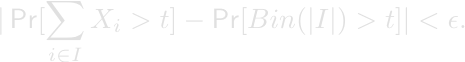 | Pr[∑_{i∈I} X_i > t] − Pr[Bin(|I|) > t]| < ϵ.